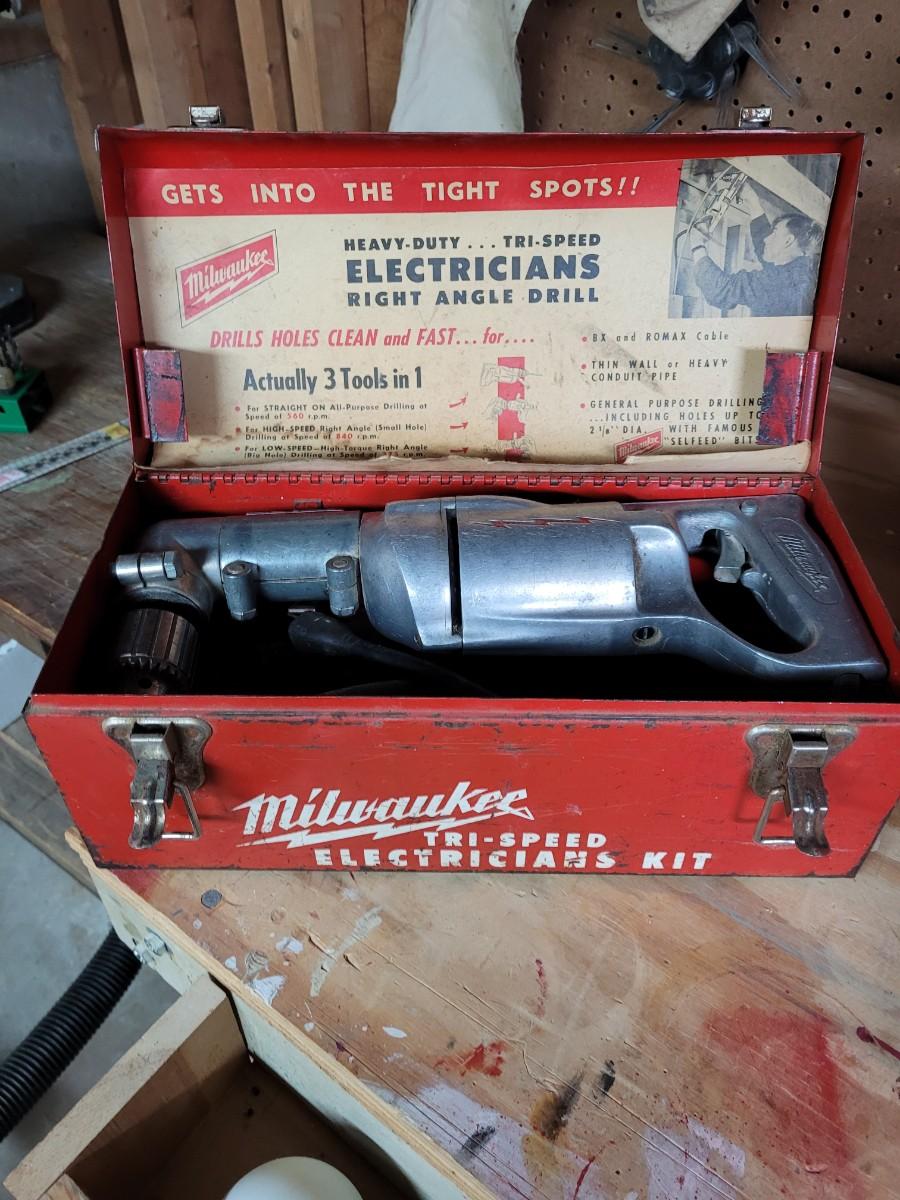 GETS INTO THE TIGHT SPOTS!!
Milwaukee
HEAVY-DUTY ... TRI-SPEED
ELECTRICIANS
RIGHT ANGLE DRILL
DRILLS HOLES CLEAN and FAST... for....
Actually 3 Tools in 1
• For STRAIGHT ON All-Purpose Drilling at
Speed of 560 r.p.m.
• For HIGH-SPEED Right Angle (Small Hole)
Drilling at Speed of 840 r.p.m.
• For LOW-SPEED—High-Torque Right Angle
(Big Hole) Drilling at Speed of r.p.m.
• BX and ROMAX Cable
• THIN WALL or HEAVY
CONDUIT PIPE
• GENERAL PURPOSE DRILLING
...INCLUDING HOLES UP TO
DIA. WITH FAMOUS
Milwaukee "SELFEED" BITS
Milwaukee
Milwaukee
TRI-SPEED
ELECTRICIANS KIT